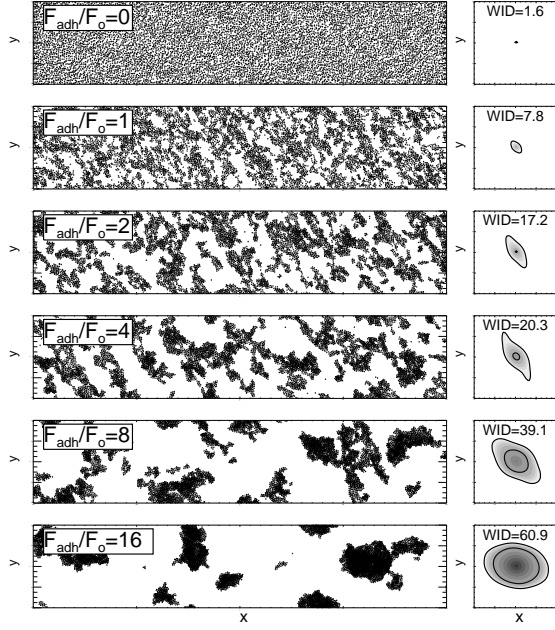 y
F_adh/F_o=0
WID=1.6
y
y
F_adh/F_o=1
WID=7.8
y
y
F_adh/F_o=2
WID=17.2
y
y
F_adh/F_o=4
WID=20.3
y
y
F_adh/F_o=8
WID=39.1
y
y
F_adh/F_o=16
WID=60.9
y
x
x